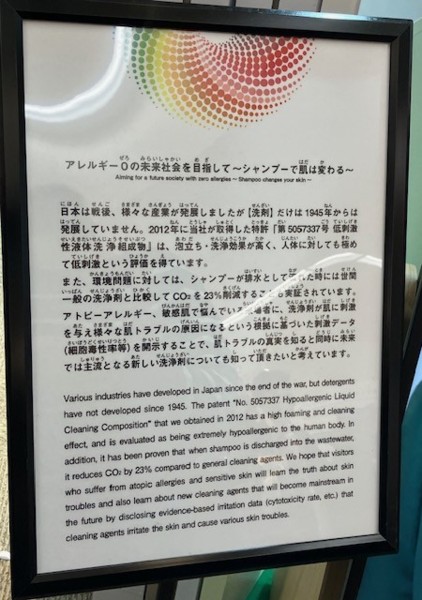 アレルギー0の未来社会を目指して～シャンプーで肌は変わる～
Aiming for a future society with zero allergies ~ Shampoo changes your skin ~
日本は戦後、様々な産業が発展しましたが【洗剤】だけは1945年からは
発展していません。2012年に当社が取得した特許「第5057337号 低刺激
性液体洗浄組成物」は、泡立ち・洗浄効果が高く、人体に対しても極め
て低刺激という評価を得ています。
また、環境問題に対しては、シャンプーが排水として流れた時には世間
一般の洗浄剤と比較してCO₂を23%削減することも実証されています。
アトピーアレルギー、敏感肌で悩んでいる来場者に、洗浄剤が肌に刺激
を与え様々な肌トラブルの原因になるという根拠に基づいた刺激データ
(細胞毒性率等)を開示することで、肌トラブルの真実を知ると同時に未来
では主流となる新しい洗浄剤についても知って頂きたいと考えています。
Various industries have developed in Japan since the end of the war, but detergents
have not developed since 1945. The patent "No. 5057337 Hypoallergenic Liquid
Cleaning Composition" that we obtained in 2012 has a high foaming and cleaning
effect, and is evaluated as being extremely hypoallergenic to the human body. In
addition, it has been proven that when shampoo is discharged into the wastewater,
it reduces CO₂ by 23% compared to general cleaning agents. We hope that visitors
who suffer from atopic allergies and sensitive skin will learn the truth about skin
troubles and also learn about new cleaning agents that will become mainstream in
the future by disclosing evidence-based irritation data (cytotoxicity rate, etc.) that
cleaning agents irritate the skin and cause various skin troubles.